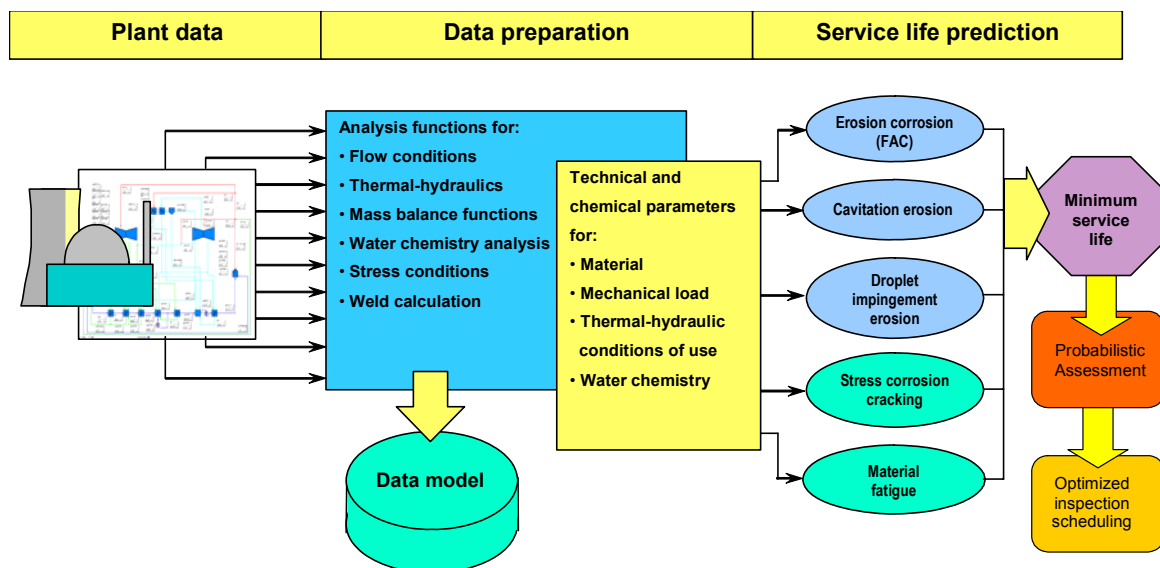 Plant data
Data preparation
Service life prediction
Analysis functions for:
• Flow conditions
• Thermal-hydraulics
• Mass balance functions
• Water chemistry analysis
• Stress conditions
• Weld calculation
Technical and
chemical parameters
for:
• Material
• Mechanical load
• Thermal-hydraulic
conditions of use
• Water chemistry
Data model
Erosion corrosion
(FAC)
Cavitation erosion
Droplet
impingement
erosion
Stress corrosion
cracking
Material
fatigue
Minimum
service
life
Probabilistic
Assessment
Optimized
inspection
scheduling